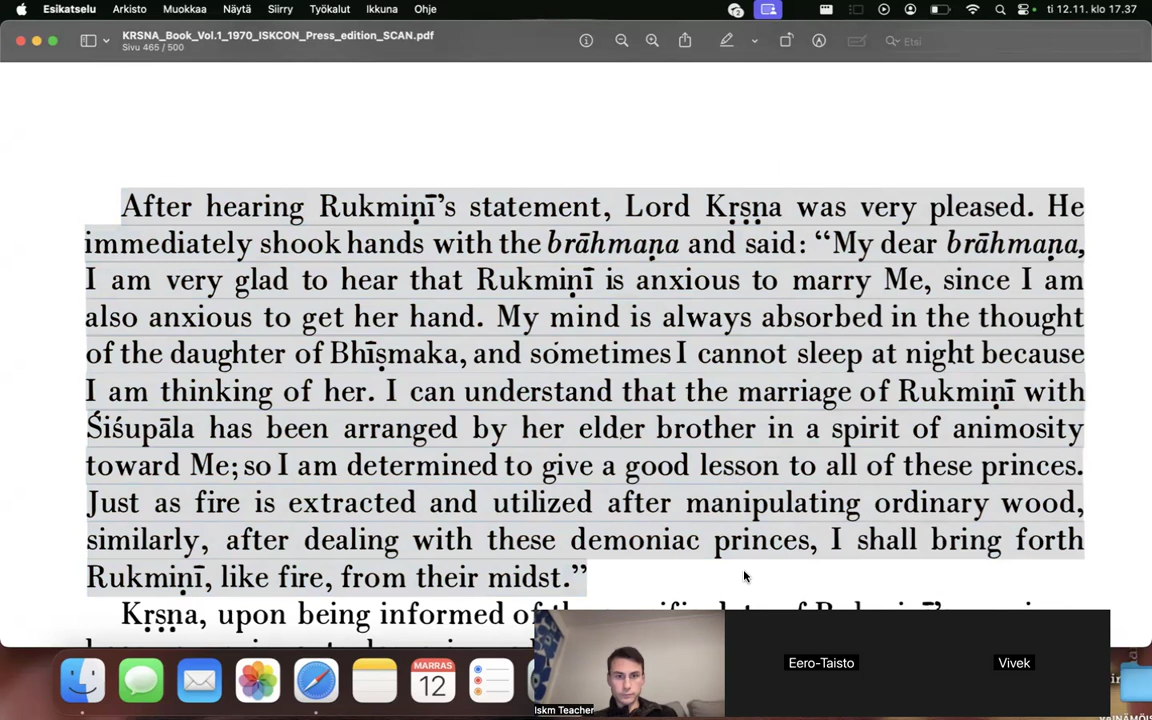 Esikatselu Arkisto Muokkaa Näytä Siirry Työkalut Ikkuna Ohje ti 12.11. klo 17.37
KRSNA_Book_Vol.1_1970_ISKCON_Press_edition_SCAN.pdf
Sivu 465 / 500
Etsi
After hearing Rukmiṇī’s statement, Lord Kṛṣṇa was very pleased. He
immediately shook hands with the brāhmaṇa and said: “My dear brāhmaṇa,
I am very glad to hear that Rukmiṇī is anxious to marry Me, since I am
also anxious to get her hand. My mind is always absorbed in the thought
of the daughter of Bhīṣmaka, and sometimes I cannot sleep at night because
I am thinking of her. I can understand that the marriage of Rukmiṇī with
Śiśupāla has been arranged by her elder brother in a spirit of animosity
toward Me; so I am determined to give a good lesson to all of these princes.
Just as fire is extracted and utilized after manipulating ordinary wood,
similarly, after dealing with these demoniac princes, I shall bring forth
Rukmiṇī, like fire, from their midst.”
Kṛṣṇa, upon being informed of
MARRAS
12
Iskm Teacher
Eero-Taisto
Vivek